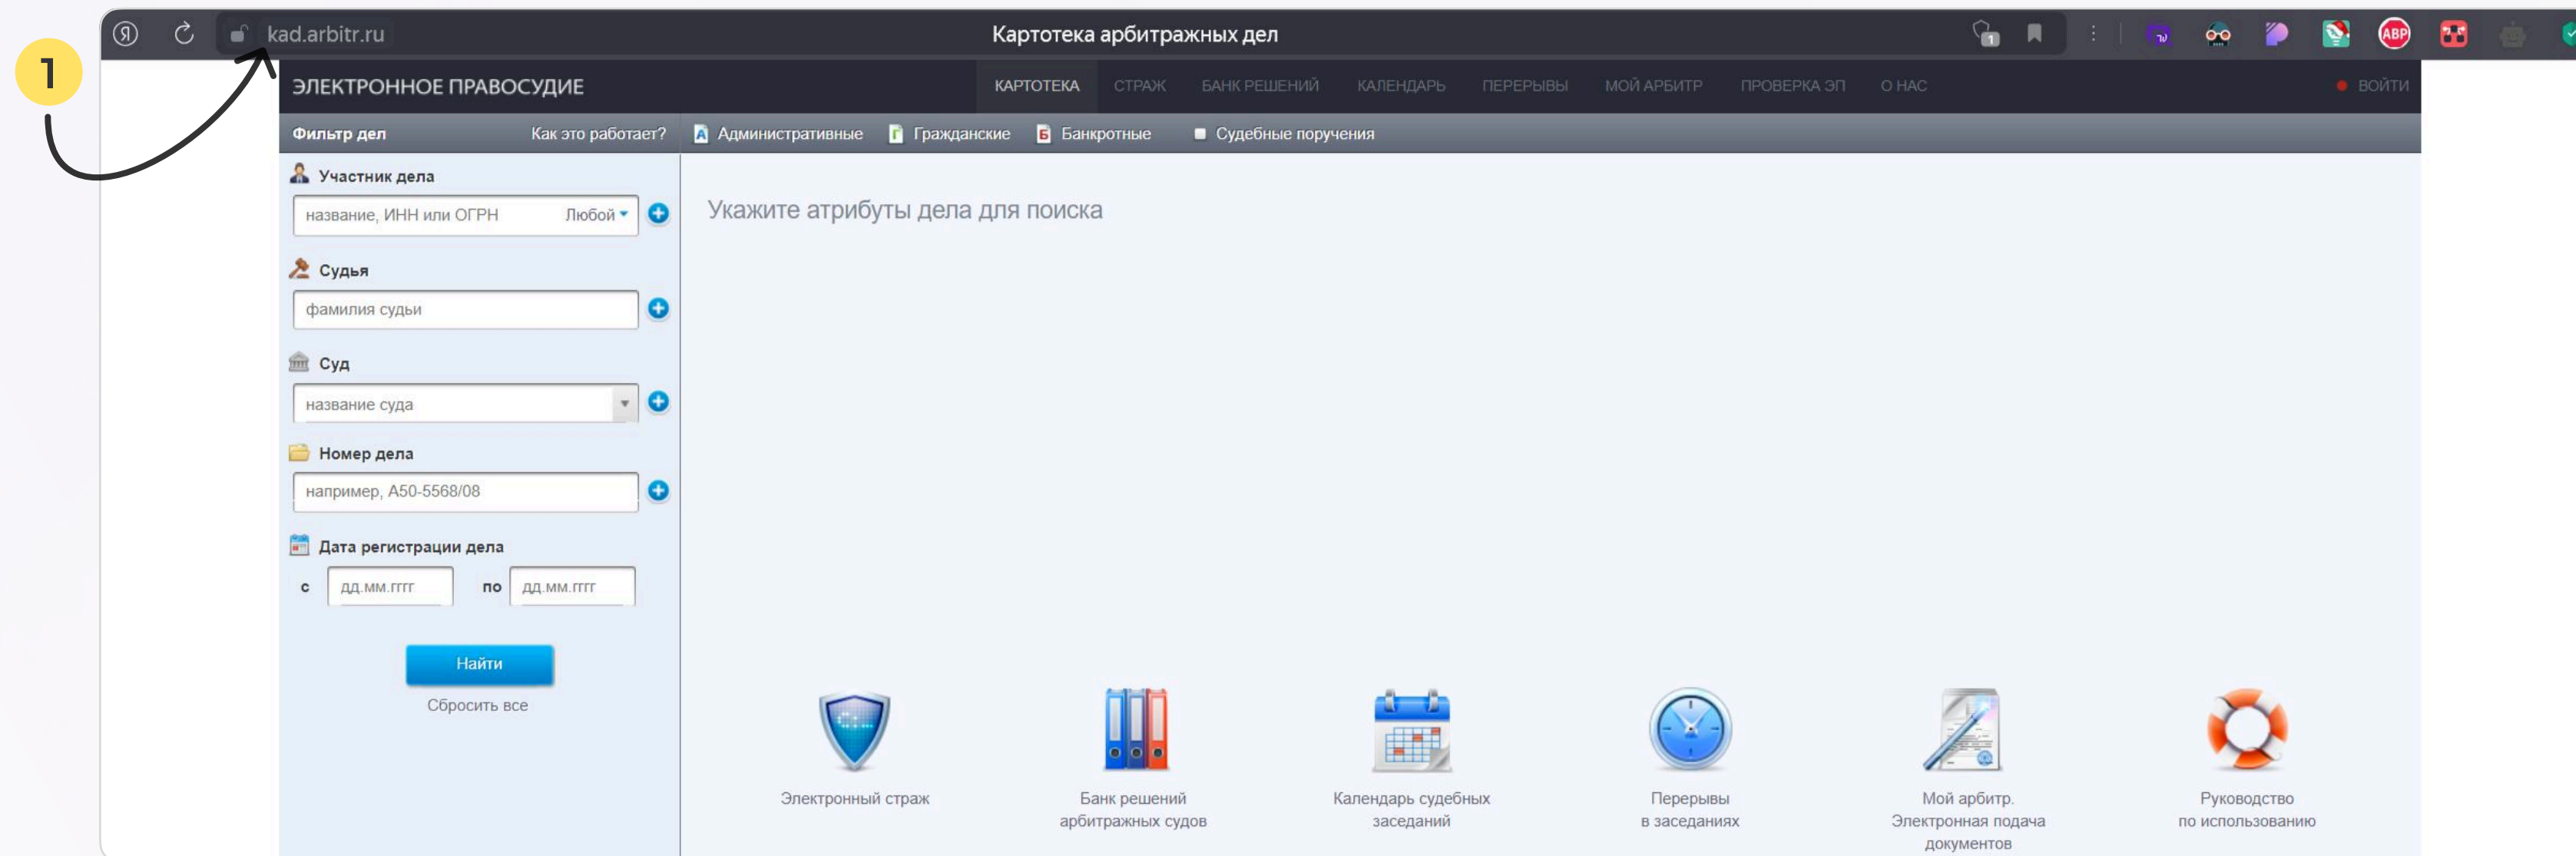 1
Я
kad.arbitr.ru
Картотека арбитражных дел
1
ABP
ЭЛЕКТРОННОЕ ПРАВОСУДИЕ
КАРТОТЕКА СТРАЖ БАНК РЕШЕНИЙ КАЛЕНДАРЬ ПЕРЕРЫВЫ МОЙ АРБИТР ПРОВЕРКА ЭП О НАС
ВОЙТИ
Фильтр дел Как это работает?
А Административные Г Гражданские Б Банкротные Судебные поручения
Участник дела
название, ИНН или ОГРН Любой
Укажите атрибуты дела для поиска
Судья
фамилия судьи
Суд
название суда
Номер дела
например, А50-5568/08
Дата регистрации дела
с дд.мм.гггг по дд.мм.гггг
Найти
Сбросить все
Электронный страж
Банк решений
арбитражных судов
Календарь судебных
заседаний
Перерывы
в заседаниях
Мой арбитр.
Электронная подача
документов
Руководство
по использованию